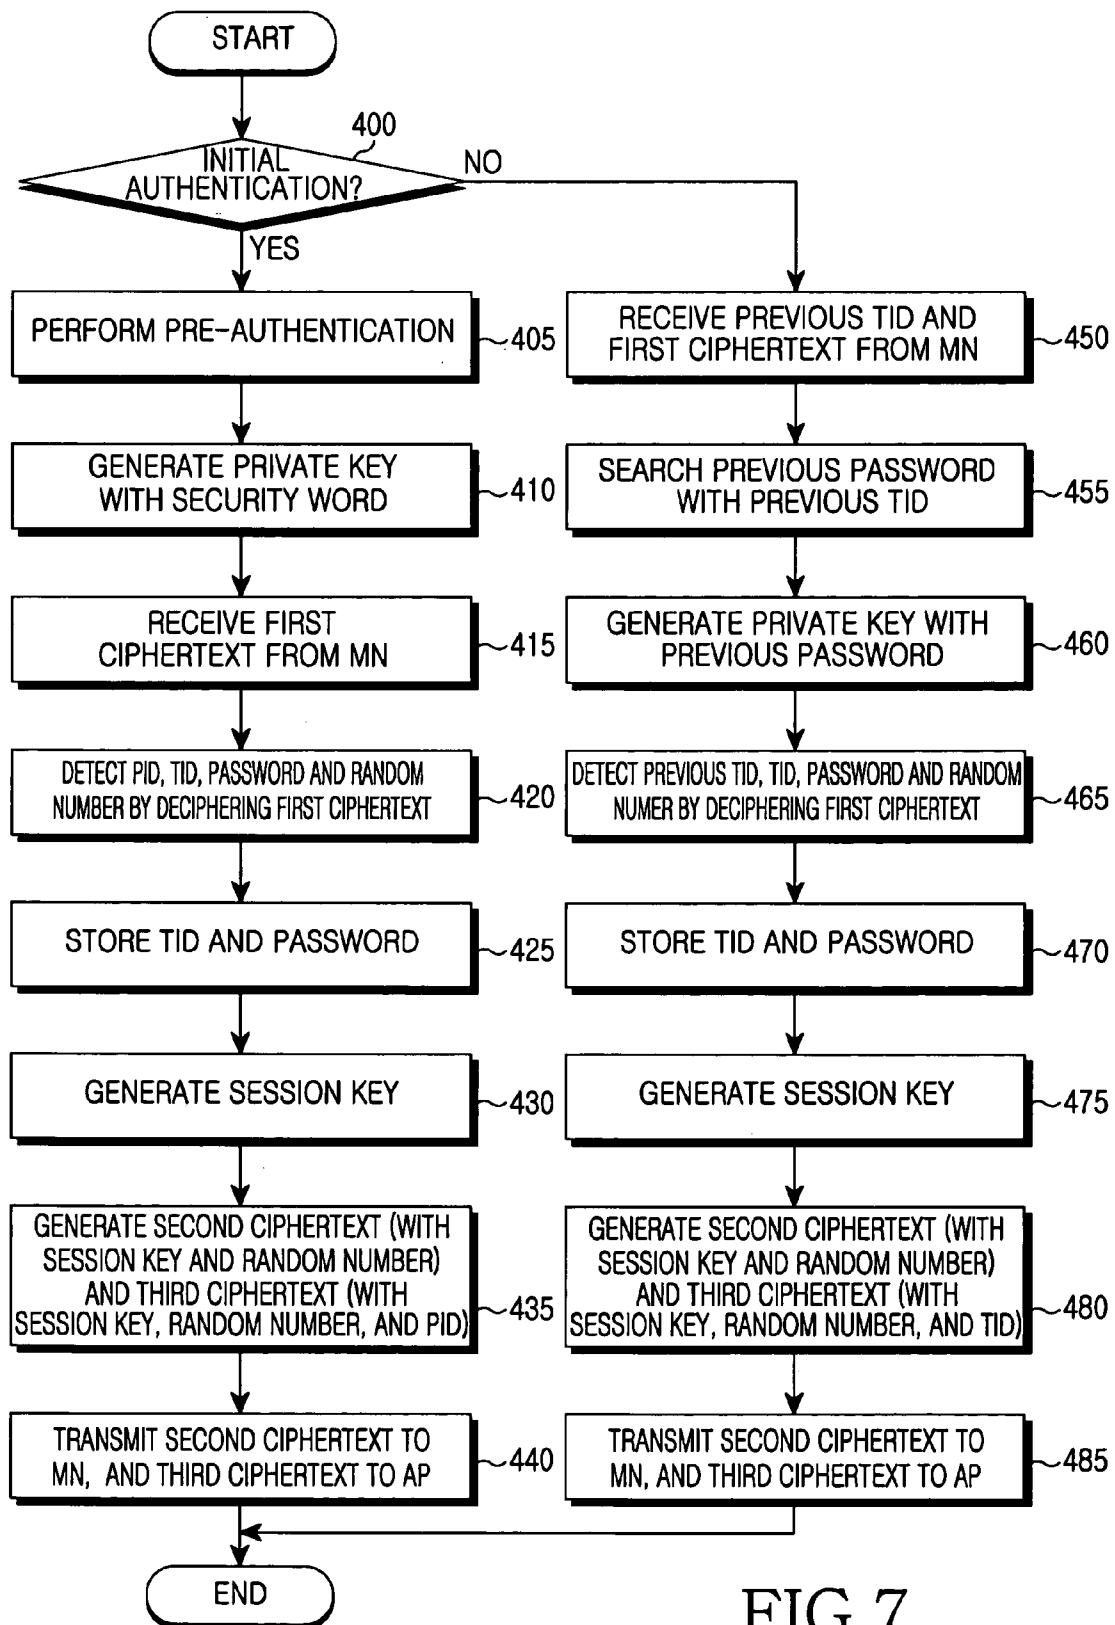 START
400
INITIAL
AUTHENTICATION?
NO
YES
PERFORM PRE-AUTHENTICATION
405
GENERATE PRIVATE KEY
WITH SECURITY WORD
410
RECEIVE FIRST
CIPHERTEXT FROM MN
415
DETECT PID, TID, PASSWORD AND RANDOM
NUMBER BY DECIPHERING FIRST CIPHERTEXT
420
STORE TID AND PASSWORD
425
GENERATE SESSION KEY
430
GENERATE SECOND CIPHERTEXT (WITH
SESSION KEY AND RANDOM NUMBER)
AND THIRD CIPHERTEXT (WITH
SESSION KEY, RANDOM NUMBER, AND PID)
435
TRANSMIT SECOND CIPHERTEXT TO
MN, AND THIRD CIPHERTEXT TO AP
440
RECEIVE PREVIOUS TID AND
FIRST CIPHERTEXT FROM MN
450
SEARCH PREVIOUS PASSWORD
WITH PREVIOUS TID
455
GENERATE PRIVATE KEY WITH
PREVIOUS PASSWORD
460
DETECT PREVIOUS TID, TID, PASSWORD AND RANDOM
NUMER BY DECIPHERING FIRST CIPHERTEXT
465
STORE TID AND PASSWORD
470
GENERATE SESSION KEY
475
GENERATE SECOND CIPHERTEXT (WITH
SESSION KEY AND RANDOM NUMBER)
AND THIRD CIPHERTEXT (WITH
SESSION KEY, RANDOM NUMBER, AND TID)
480
TRANSMIT SECOND CIPHERTEXT TO
MN, AND THIRD CIPHERTEXT TO AP
485
END
FIG.7